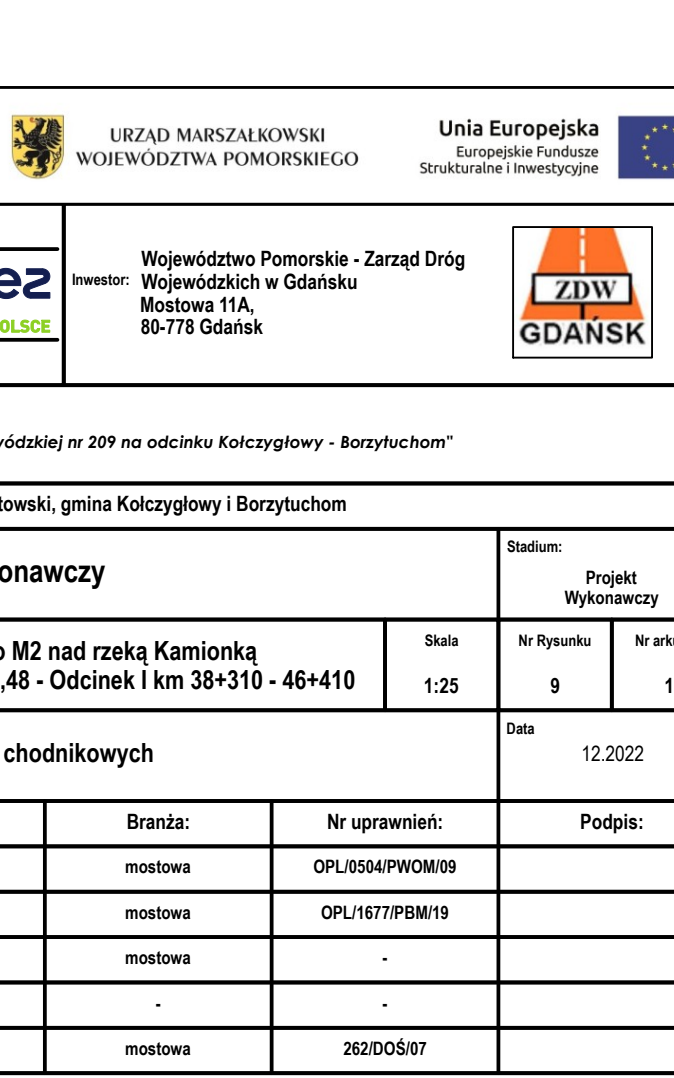 URZĄD MARSZAŁKOWSKI
WOJEWÓDZTWA POMORSKIEGO
Unia Europejska
Europejskie Fundusze
Strukturalne i Inwestycyjne
ez
OLSCE
Inwestor:
Województwo Pomorskie - Zarząd Dróg
Wojewódzkich w Gdańsku
Mostowa 11A,
80-778 Gdańsk
ZDW
GDAŃSK
wódzkiej nr 209 na odcinku Kołczygłowy - Borzytuchom"
towski, gmina Kołczygłowy i Borzytuchom
onawczy
Stadium:
Projekt
Wykonawczy
o M2 nad rzeką Kamionką
,48 - Odcinek I km 38+310 - 46+410
Skala
1:25
Nr Rysunku
9
Nr arku
1
chodnikowych
Data
12.2022
Branża: Nr uprawnień: Podpis:
mostowa OPL/0504/PWOM/09
mostowa OPL/1677/PBM/19
mostowa -
- -
mostowa 262/DOŚ/07